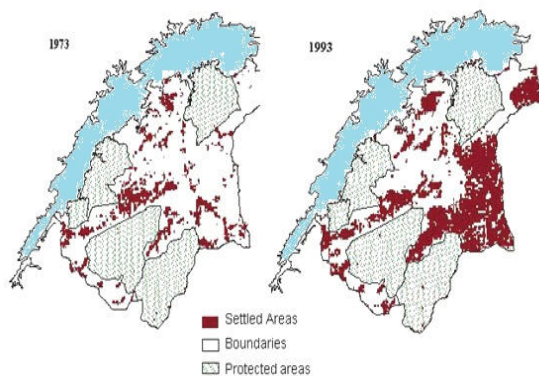 1973
1993
Settled Areas
Boundaries
Protected areas